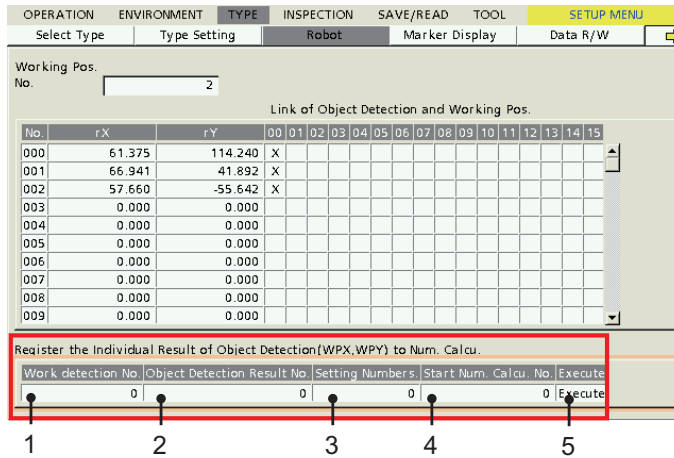 OPERATION ENVIRONMENT TYPE INSPECTION SAVE/READ TOOL SETUP MENU
Select Type Type Setting Robot Marker Display Data R/W
Working Pos.
No. 2
Link of Object Detection and Working Pos.
No. rX rY 00 01 02 03 04 05 06 07 08 09 10 11 12 13 14 15
000 61.375 114.240 X
001 66.941 41.892 X
002 57.660 -55.642 X
003 0.000 0.000
004 0.000 0.000
005 0.000 0.000
006 0.000 0.000
007 0.000 0.000
008 0.000 0.000
009 0.000 0.000
Register the Individual Result of Object Detection(WPX,WPY) to Num. Calcu.
Work detection No. Object Detection Result No. Setting Numbers. Start Num. Calcu. No. Execute
0 0 0 0 Execute
1 2 3 4 5